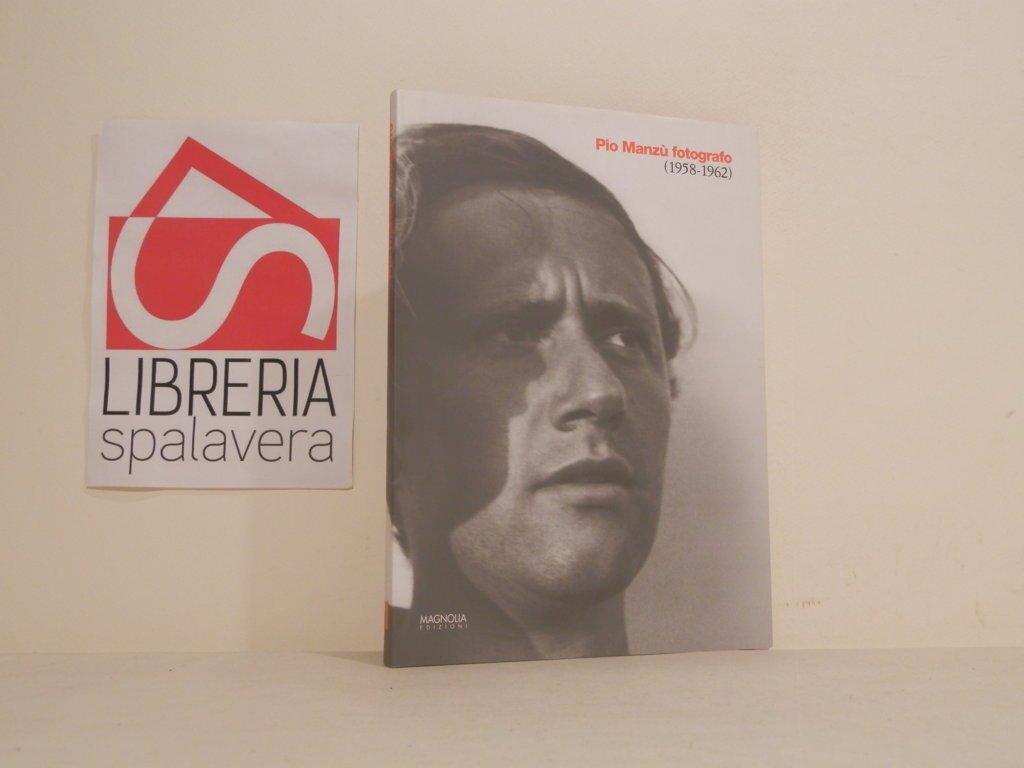 LIBRERIA
spalavera
Pio Manzù fotografo
(1958-1962)
MAGNOLIA
EDIZIONI